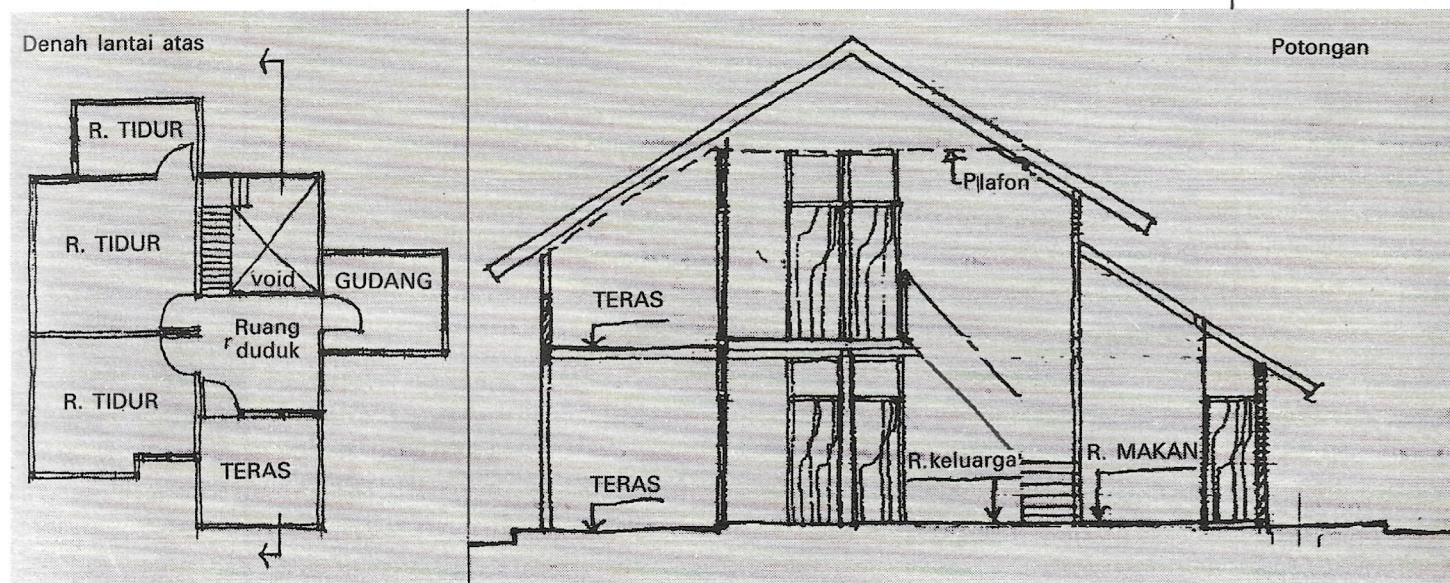 Denah lantai atas
R. TIDUR
R. TIDUR
void
GUDANG
Ruang
duduk
R. TIDUR
TERAS
Potongan
Plafon
TERAS
R.keluarga
R. MAKAN
TERAS